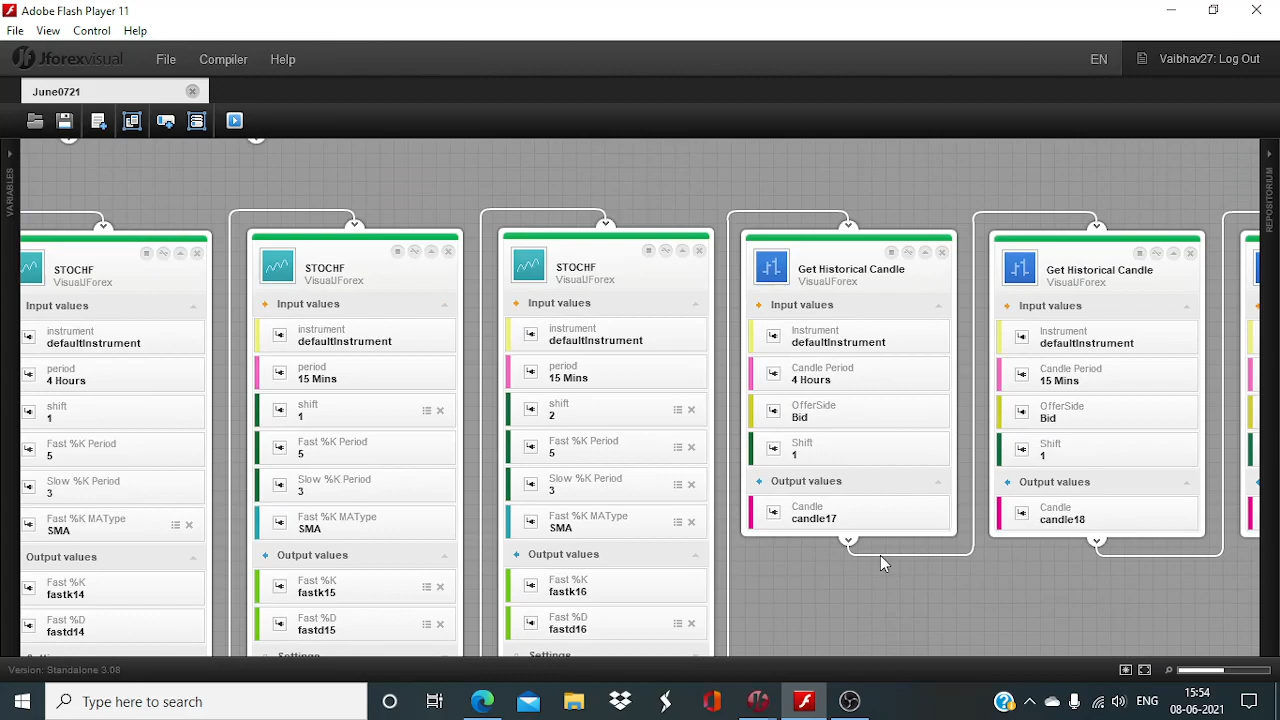 Adobe Flash Player 11
File View Control Help
Jforexvisual File Compiler Help EN Vaibhav27: Log Out
June0721
VARIABLES
REPOSITORIUM
STOCHF
VisualJForex
Input values
instrument
defaultInstrument
period
4 Hours
shift
1
Fast %K Period
5
Slow %K Period
3
Fast %K MAType
SMA
Output values
Fast %K
fastk14
Fast %D
fastd14
STOCHF
VisualJForex
Input values
instrument
defaultInstrument
period
15 Mins
shift
1
Fast %K Period
5
Slow %K Period
3
Fast %K MAType
SMA
Output values
Fast %K
fastk15
Fast %D
fastd15
Settings
STOCHF
VisualJForex
Input values
instrument
defaultInstrument
period
15 Mins
shift
2
Fast %K Period
5
Slow %K Period
3
Fast %K MAType
SMA
Output values
Fast %K
fastk16
Fast %D
fastd16
Settings
Get Historical Candle
VisualJForex
Input values
Instrument
defaultInstrument
Candle Period
4 Hours
OfferSide
Bid
Shift
1
Output values
Candle
candle17
Get Historical Candle
VisualJForex
Input values
Instrument
defaultInstrument
Candle Period
15 Mins
OfferSide
Bid
Shift
1
Output values
Candle
candle18
Version: Standalone 3.08
Type here to search
ENG
15:54
08-06-2021